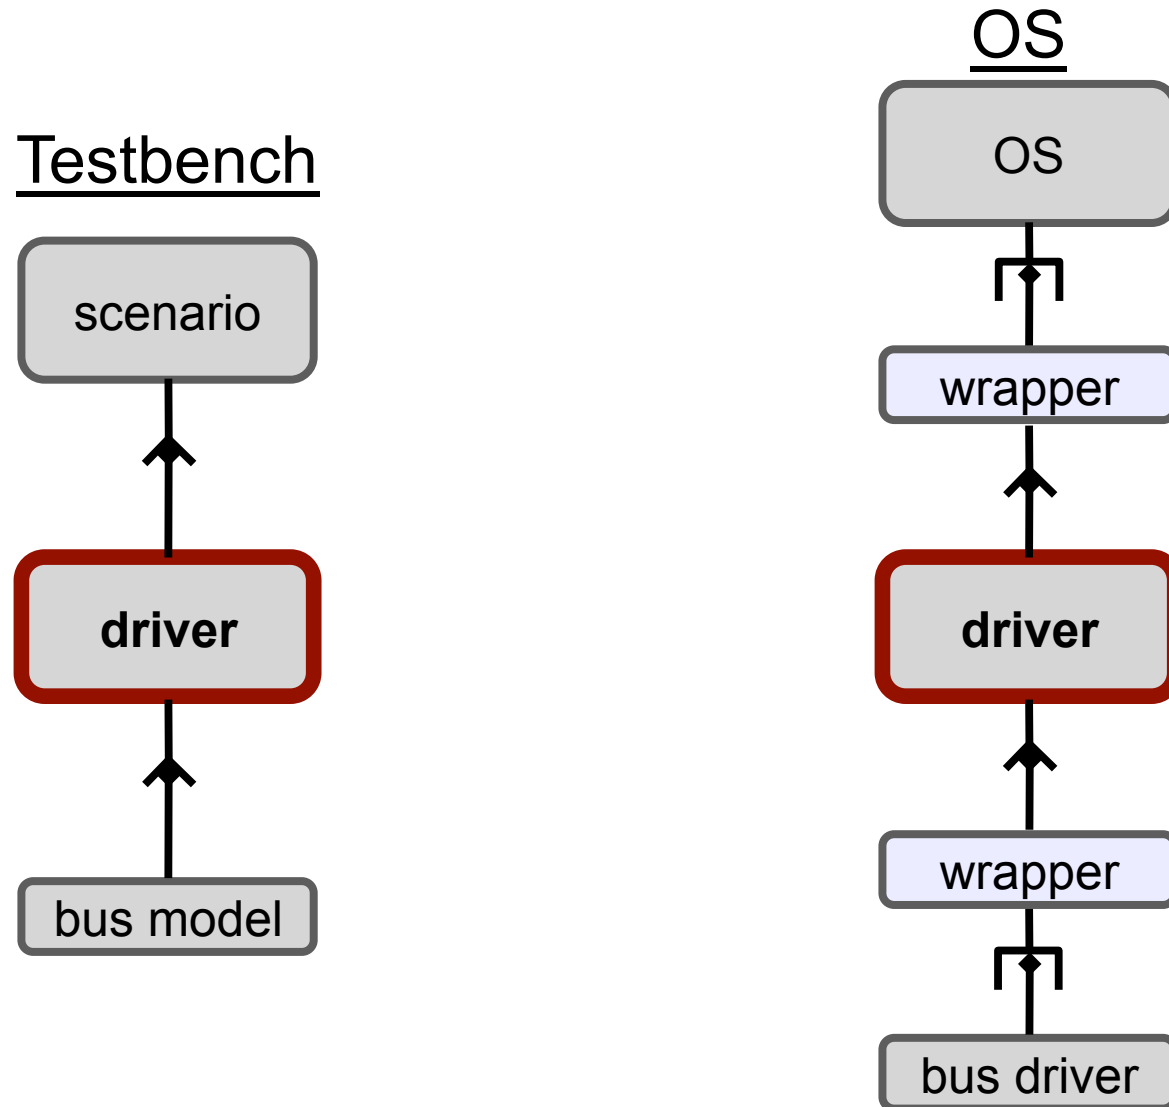 Testbench
scenario
driver
bus model
OS
OS
wrapper
driver
wrapper
bus driver